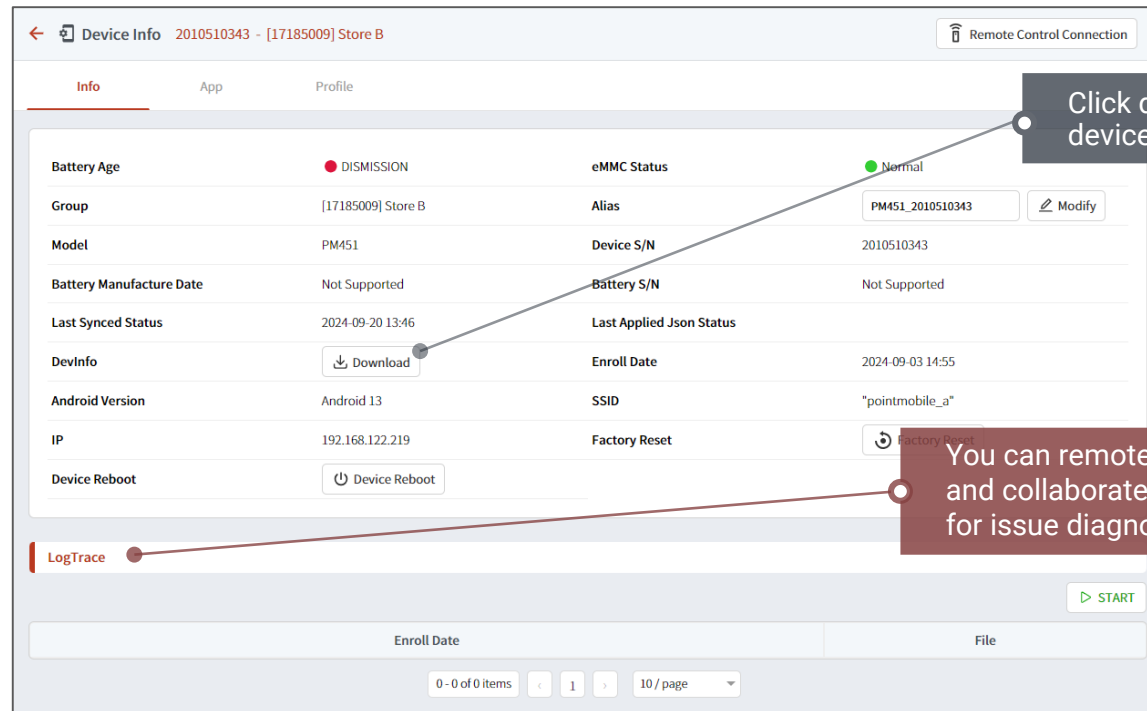 Device Info 2010510343 - [17185009] Store B Remote Control Connection
Info App Profile
Click
device
Battery Age DISMISSION eMMC Status Normal
Group [17185009] Store B Alias PM451_2010510343 Modify
Model PM451 Device S/N 2010510343
Battery Manufacture Date Not Supported Battery S/N Not Supported
Last Synced Status 2024-09-20 13:46 Last Applied Json Status
DevInfo Download Enroll Date 2024-09-03 14:55
Android Version Android 13 SSID "pointmobile_a"
IP 192.168.122.219 Factory Reset Factory Reset
Device Reboot Device Reboot
You can remote
and collaborate
for issue
LogTrace
START
Enroll Date File
0 - 0 of 0 items < 1 > 10 / page